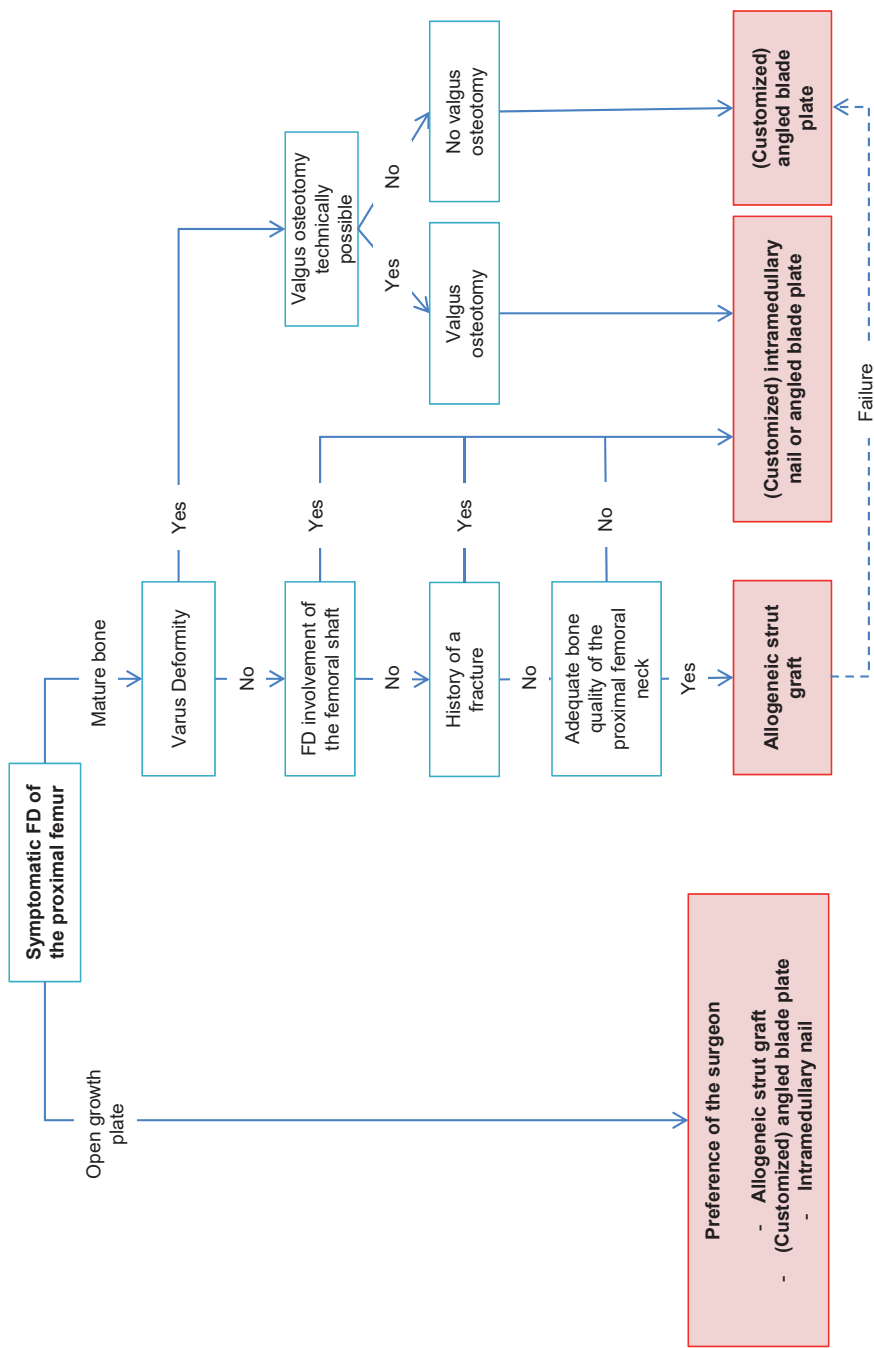 Symptomatic FD of
the proximal femur
Open growth
plate
Mature bone
Varus Deformity
Yes
No
FD involvement of
the femoral shaft
Yes
No
History of a
fracture
Yes
No
Adequate bone
quality of the
proximal femoral
neck
No
Yes
Valgus osteotomy
technically
possible
Yes
No
Valgus
osteotomy
No valgus
osteotomy
Preference of the surgeon
- Allogeneic strut graft
- (Customized) angled blade plate
- Intramedullary nail
Allogeneic strut
graft
(Customized) intramedullary
nail or angled blade plate
(Customized)
angled blade
plate
Failure